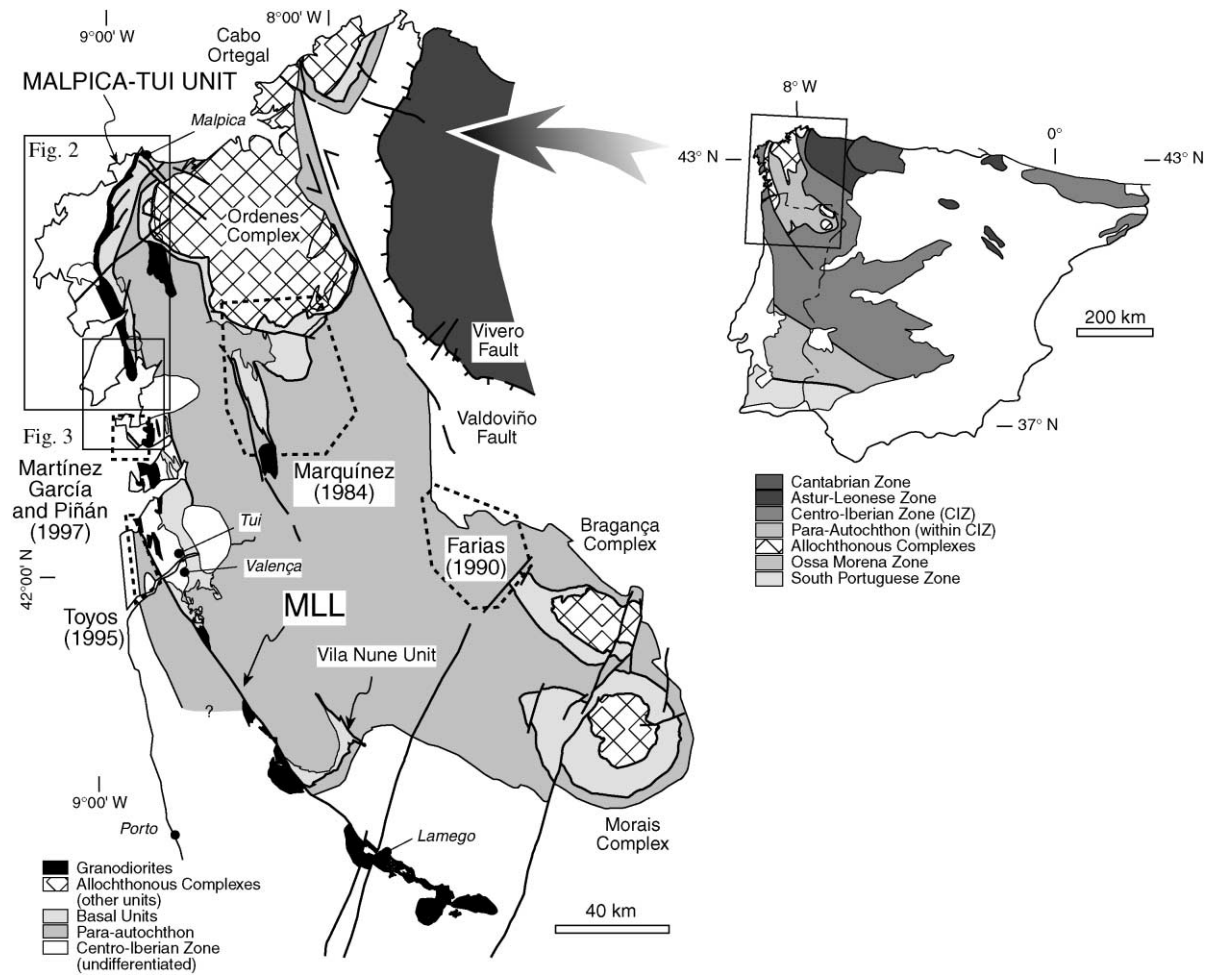 9°00' W
8°00' W
Cabo
Ortegal
MALPICA-TUI UNIT
Malpica
Fig. 2
Ordenes
Complex
Vivero
Fault
Valdoviño
Fault
Fig. 3
Martínez
García
and Piñán
(1997)
Marquínez
(1984)
Farias
(1990)
Bragança
Complex
Tui
Valença
42°00' N
Toyos
(1995)
MLL
Vila Nune Unit
?
9°00' W
Porto
Lamego
Morais
Complex
Granodiorites
Allochthonous Complexes
(other units)
Basal Units
Para-autochthon
Centro-Iberian Zone
(undifferentiated)
40 km
8° W
0°
43° N
43° N
200 km
37° N
Cantabrian Zone
Astur-Leonese Zone
Centro-Iberian Zone (CIZ)
Para-Autochthon (within CIZ)
Allochthonous Complexes
Ossa Morena Zone
South Portuguese Zone